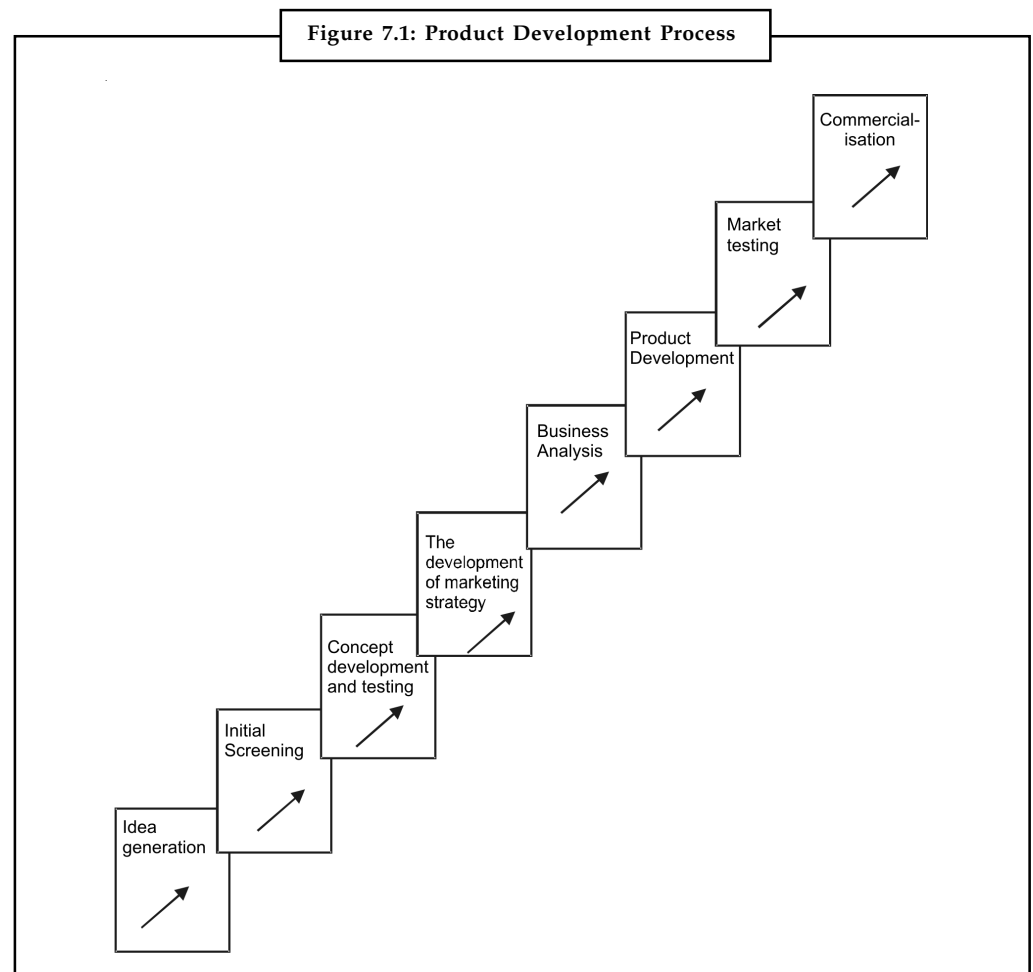 Figure 7.1: Product Development Process
Commercial-
isation
Market
testing
Product
Development
Business
Analysis
The
development
of marketing
strategy
Concept
development
and testing
Initial
Screening
Idea
generation